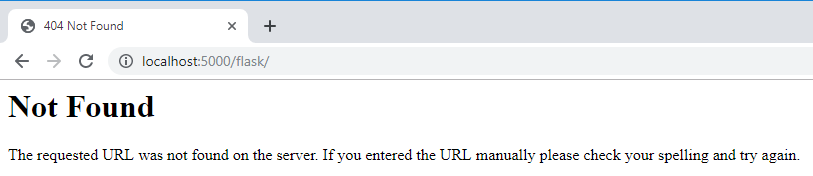 404 Not Found
localhost:5000/flask/
Not Found
The requested URL was not found on the server. If you entered the URL manually please check your spelling and try again.